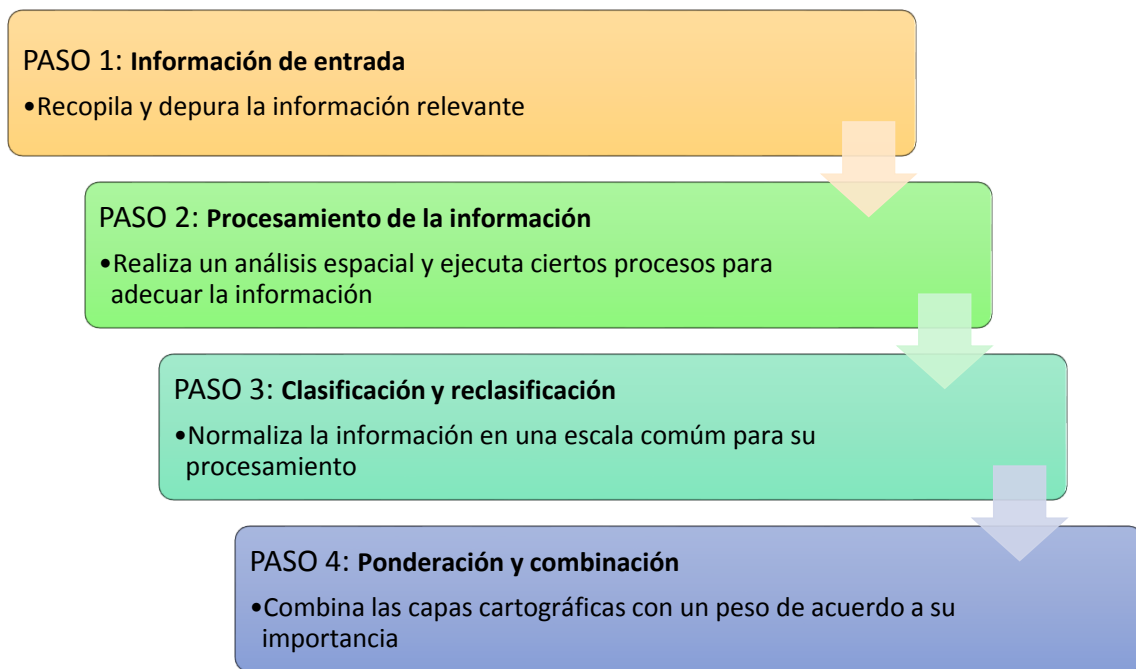 PASO 1: Información de entrada
•Recopila y depura la información relevante
PASO 2: Procesamiento de la información
•Realiza un análisis espacial y ejecuta ciertos procesos para
adecuar la información
PASO 3: Clasificación y reclasificación
•Normaliza la información en una escala comúm para su
procesamiento
PASO 4: Ponderación y combinación
•Combina las capas cartográficas con un peso de acuerdo a su
importancia